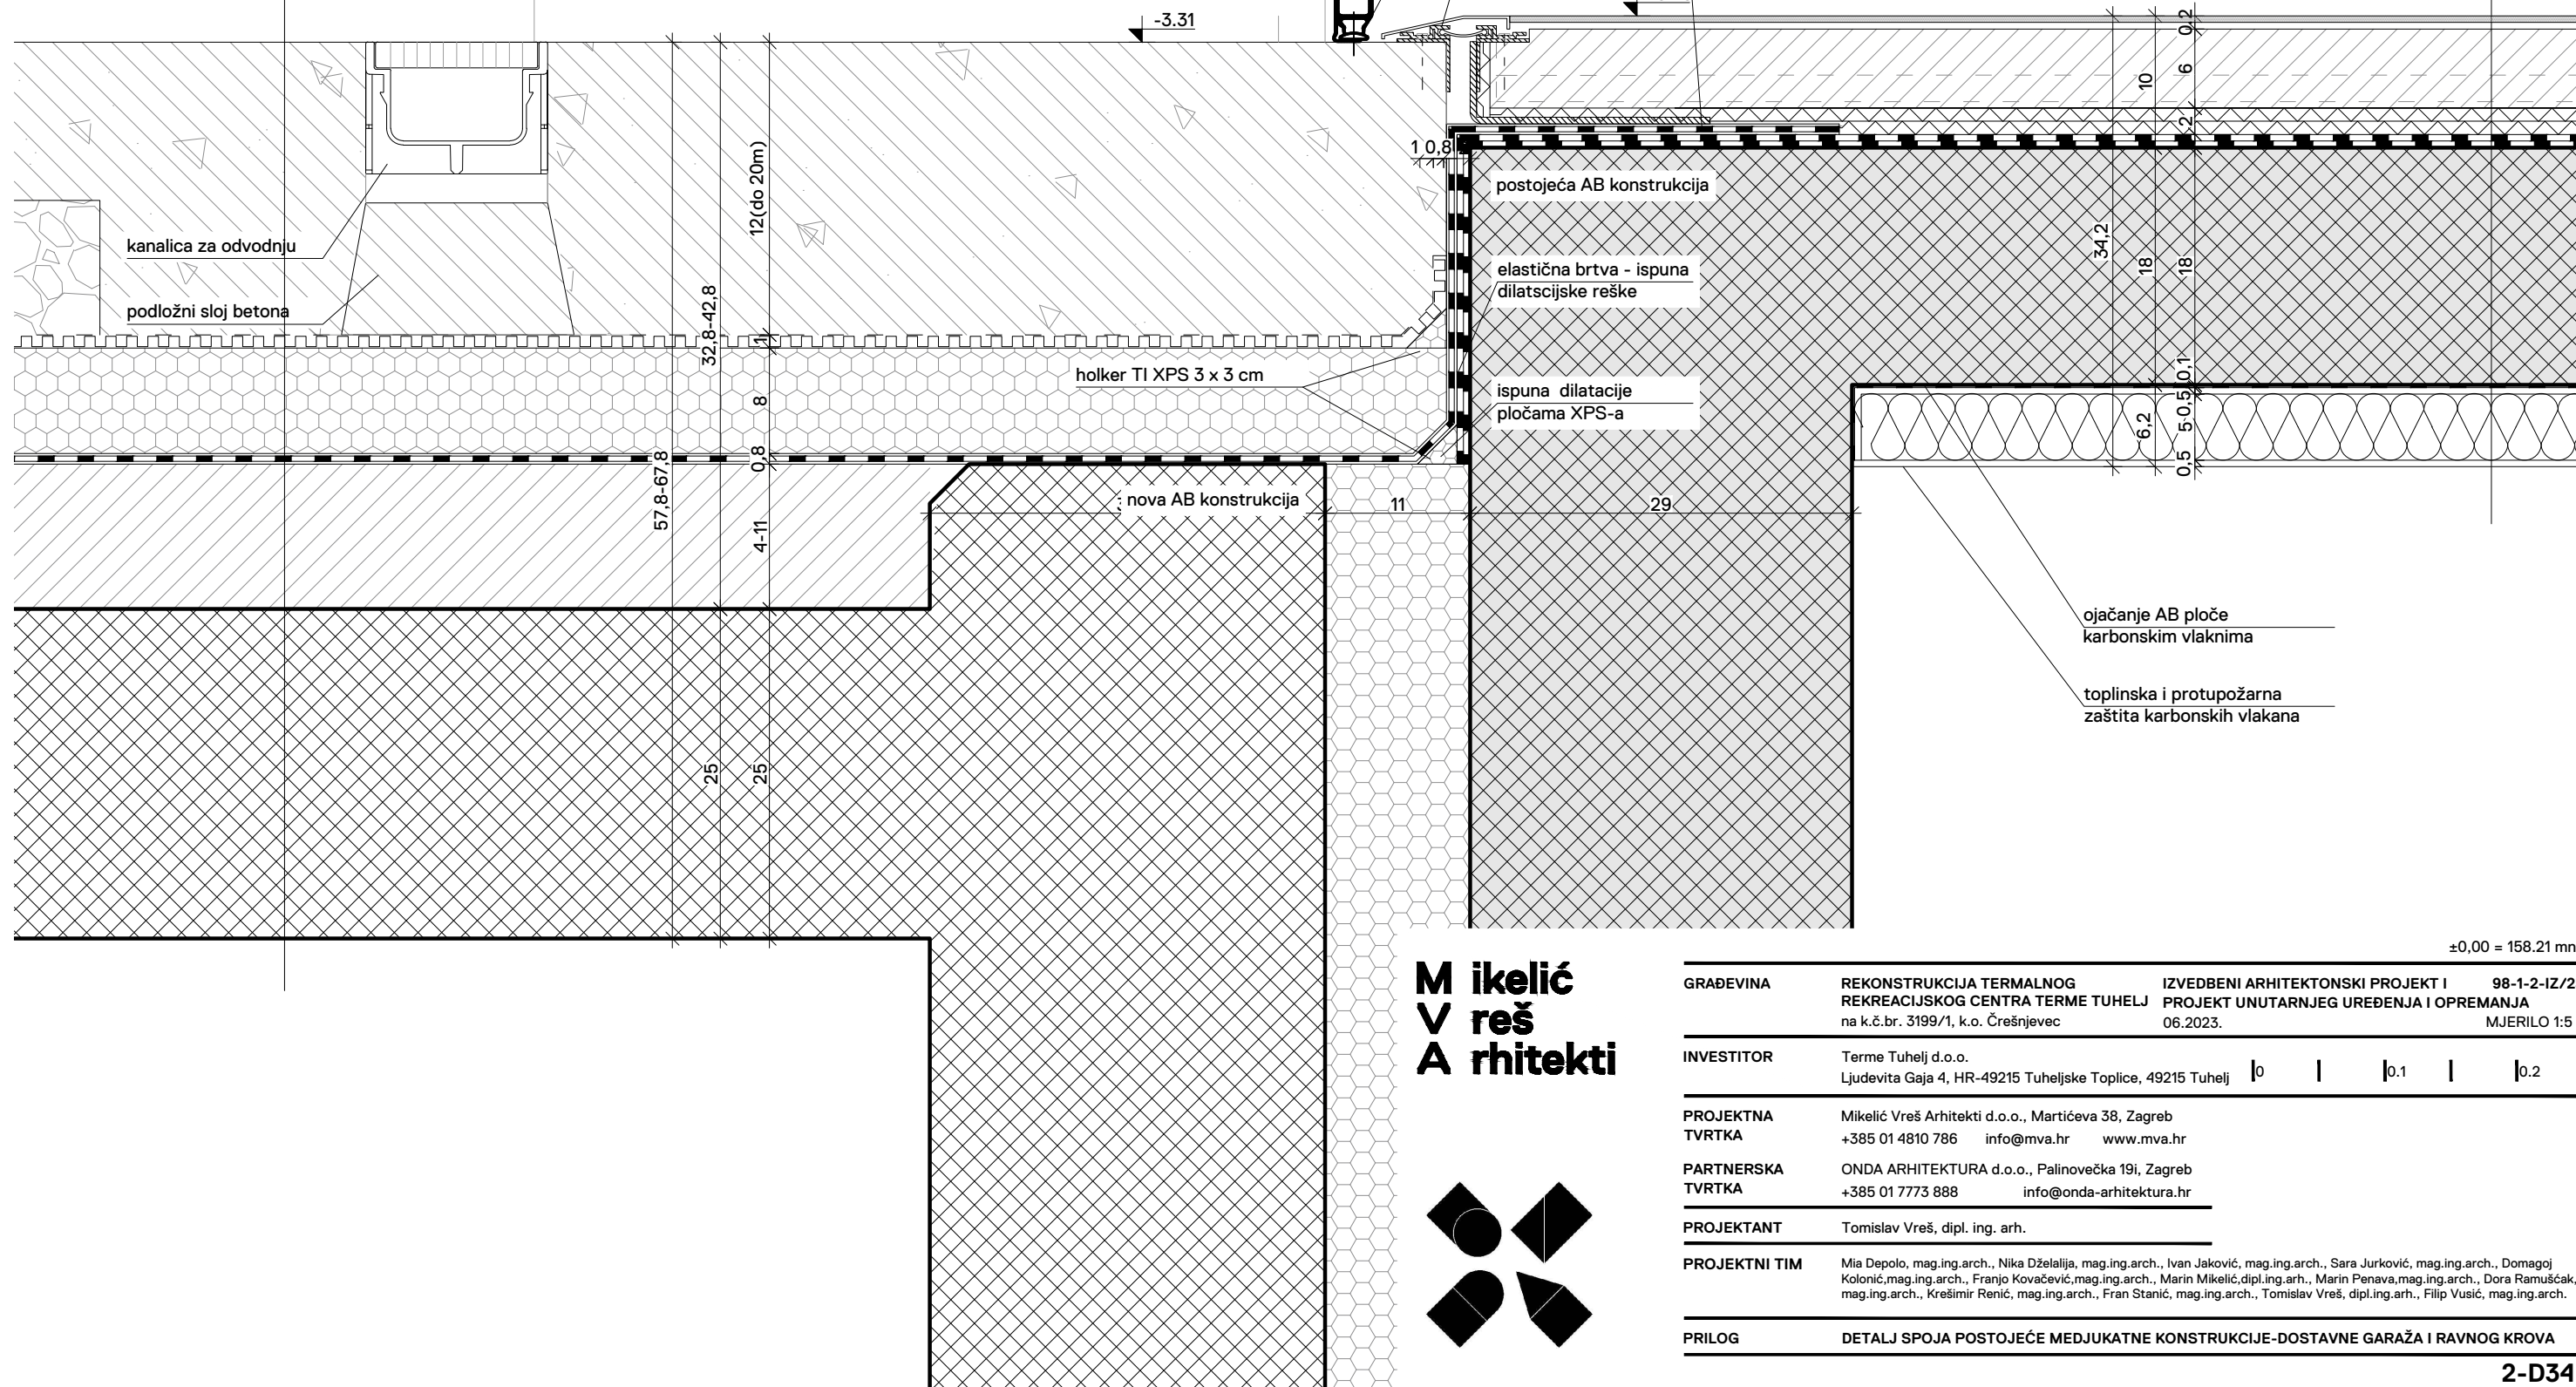 -3.31
0,2
6
10
2
12(do 20m)
1 0,8
postojeća AB konstrukcija
kanalica za odvodnju
34,2
18
18
elastična brtva - ispuna
dilatscijske reške
podložni sloj betona
32,8-42,8
1
holker TI XPS 3 x 3 cm
8
ispuna dilatacije
pločama XPS-a
0,1
0,5
5
6,2
0,5
0,8
57,8-67,8
nova AB konstrukcija
11
29
4-11
ojačanje AB ploče
karbonskim vlaknima
toplinska i protupožarna
zaštita karbonskih vlakana
25
25
±0,00 = 158.21 mn
M ikelić
V reš
A rhitekti
GRAĐEVINA
REKONSTRUKCIJA TERMALNOG
REKREACIJSKOG CENTRA TERME TUHELJ
na k.č.br. 3199/1, k.o. Črešnjevec
IZVEDBENI ARHITEKTONSKI PROJEKT I 98-1-2-IZ/2
PROJEKT UNUTARNJEG UREĐENJA I OPREMANJA
06.2023. MJERILO 1:5
INVESTITOR
Terme Tuhelj d.o.o.
Ljudevita Gaja 4, HR-49215 Tuheljske Toplice, 49215 Tuhelj
0 0.1 0.2
PROJEKTNA
TVRTKA
Mikelić Vreš Arhitekti d.o.o., Martićeva 38, Zagreb
+385 01 4810 786 info@mva.hr www.mva.hr
PARTNERSKA
TVRTKA
ONDA ARHITEKTURA d.o.o., Palinovečka 19i, Zagreb
+385 01 7773 888 info@onda-arhitektura.hr
PROJEKTANT
Tomislav Vreš, dipl. ing. arh.
PROJEKTNI TIM
Mia Depolo, mag.ing.arch., Nika Dželalija, mag.ing.arch., Ivan Jaković, mag.ing.arch., Sara Jurković, mag.ing.arch., Domagoj
Kolonić,mag.ing.arch., Franjo Kovačević,mag.ing.arch., Marin Mikelić,dipl.ing.arh., Marin Penava,mag.ing.arch., Dora Ramušćak,
mag.ing.arch., Krešimir Renić, mag.ing.arch., Fran Stanić, mag.ing.arch., Tomislav Vreš, dipl.ing.arh., Filip Vusić, mag.ing.arch.
PRILOG
DETALJ SPOJA POSTOJEĆE MEDJUKATNE KONSTRUKCIJE-DOSTAVNE GARAŽA I RAVNOG KROVA
2-D34